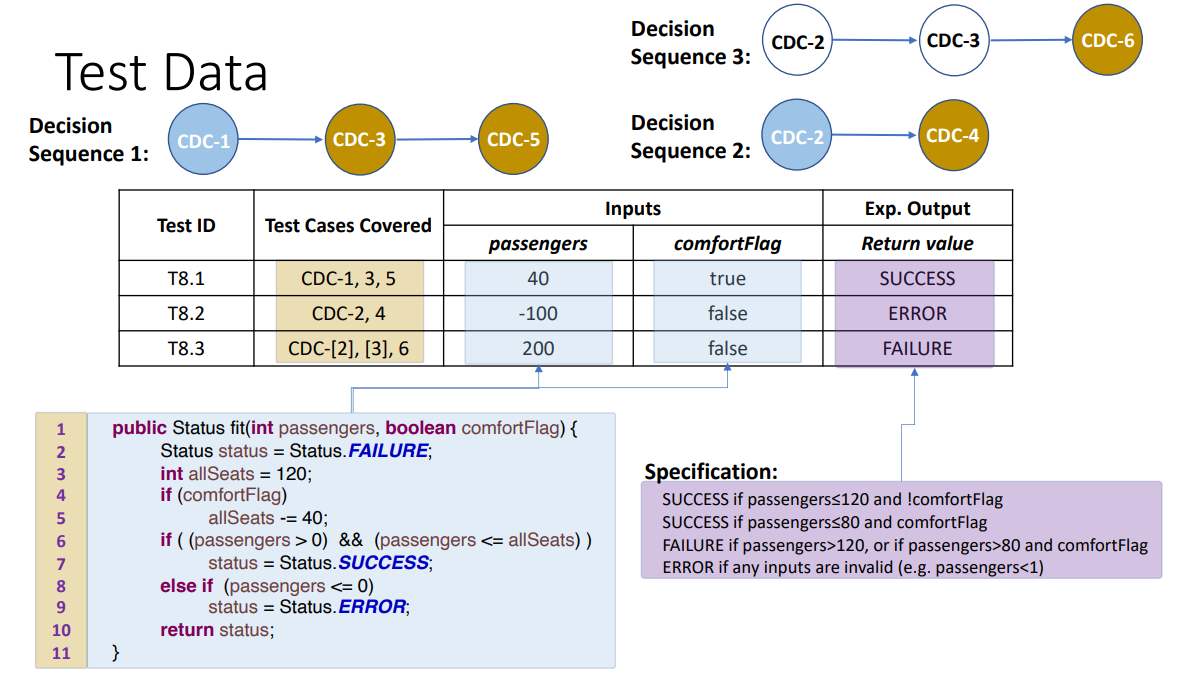 Test Data
Decision
Sequence 3:
CDC-2
CDC-3
CDC-6
Decision
Sequence 1:
CDC-1
CDC-3
CDC-5
Decision
Sequence 2:
CDC-2
CDC-4
Test ID Test Cases Covered Inputs Exp. Output
passengers comfortFlag Return value
T8.1 CDC-1, 3, 5 40 true SUCCESS
T8.2 CDC-2, 4 -100 false ERROR
T8.3 CDC-[2], [3], 6 200 false FAILURE
1 public Status fit(int passengers, boolean comfortFlag) {
2 Status status = Status.FAILURE;
3 int allSeats = 120;
4 if (comfortFlag)
5 allSeats -= 40;
6 if ( (passengers > 0) && (passengers <= allSeats) )
7 status = Status.SUCCESS;
8 else if (passengers <= 0)
9 status = Status.ERROR;
10 return status;
11 }
Specification:
SUCCESS if passengers≤120 and !comfortFlag
SUCCESS if passengers≤80 and comfortFlag
FAILURE if passengers>120, or if passengers>80 and comfortFlag
ERROR if any inputs are invalid (e.g. passengers<1)